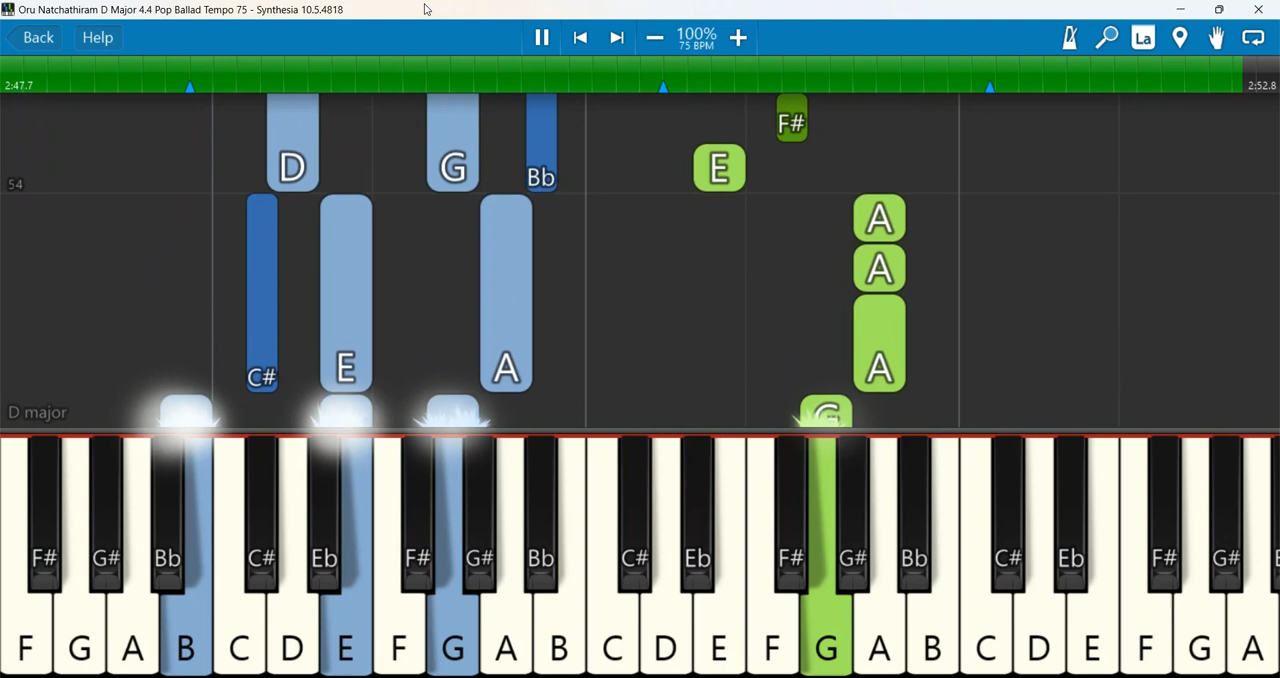 Oru Natchathiram D Major 4.4 Pop Ballad Tempo 75 - Synthesia 10.5.4818
Back Help 100% La
75 BPM
2:47.7 2:52.8
F#
D G Bb E
54
A
A
C# E A A
D major G
F# G# Bb C# Eb F# G# Bb C# Eb F# G# Bb C# Eb F# G#
F G A B C D E F G A B C D E F G A B C D E F G A